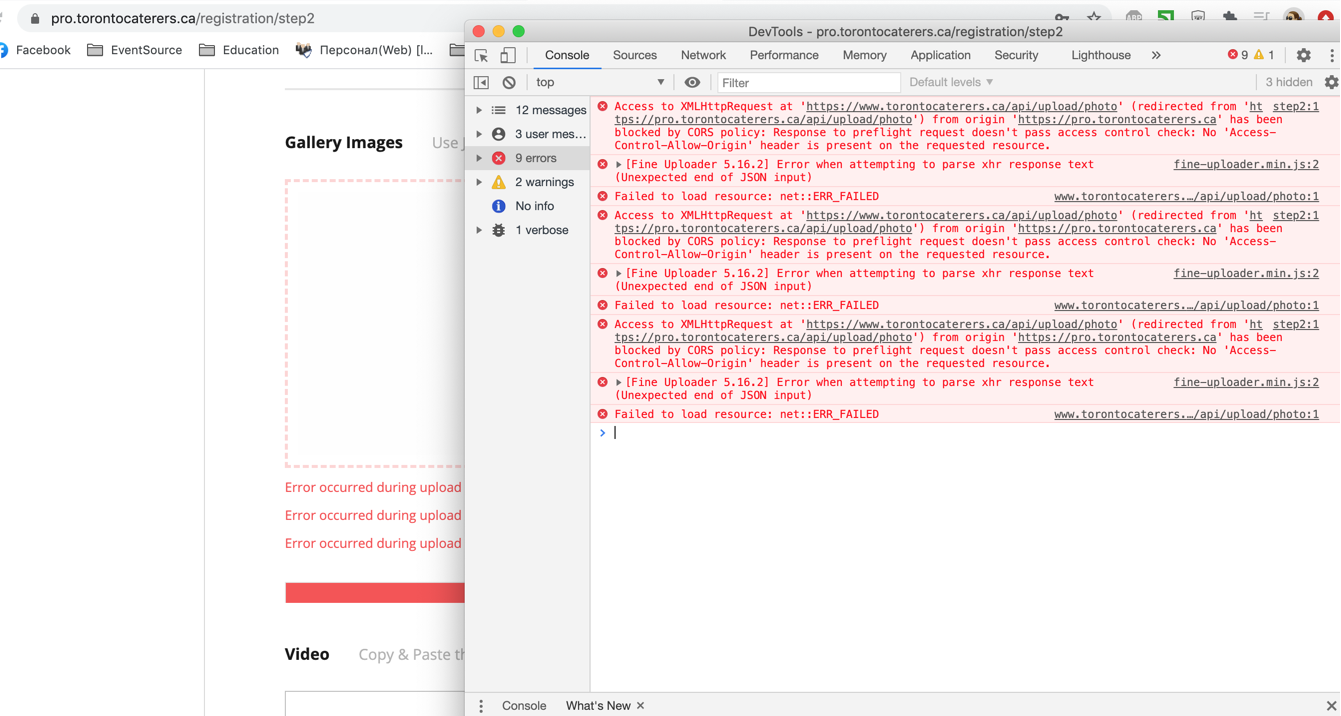 pro.torontocaterers.ca/registration/step2
DevTools - pro.torontocaterers.ca/registration/step2
Facebook EventSource Education Персонал(Web) [I...
Console Sources Network Performance Memory Application Security Lighthouse » 9 1
top Filter Default levels 3 hidden
12 messages
3 user mes...
9 errors
2 warnings
No info
1 verbose
Gallery Images Use
Error occurred during upload
Error occurred during upload
Error occurred during upload
Video Copy & Paste th
Access to XMLHttpRequest at 'https://www.torontocaterers.ca/api/upload/photo' (redirected from 'ht step2:1
tps://pro.torontocaterers.ca/api/upload/photo') from origin 'https://pro.torontocaterers.ca' has been
blocked by CORS policy: Response to preflight request doesn't pass access control check: No 'Access-
Control-Allow-Origin' header is present on the requested resource.
[Fine Uploader 5.16.2] Error when attempting to parse xhr response text fine-uploader.min.js:2
(Unexpected end of JSON input)
Failed to load resource: net::ERR_FAILED www.torontocaterers.…/api/upload/photo:1
Access to XMLHttpRequest at 'https://www.torontocaterers.ca/api/upload/photo' (redirected from 'ht step2:1
tps://pro.torontocaterers.ca/api/upload/photo') from origin 'https://pro.torontocaterers.ca' has been
blocked by CORS policy: Response to preflight request doesn't pass access control check: No 'Access-
Control-Allow-Origin' header is present on the requested resource.
[Fine Uploader 5.16.2] Error when attempting to parse xhr response text fine-uploader.min.js:2
(Unexpected end of JSON input)
Failed to load resource: net::ERR_FAILED www.torontocaterers.…/api/upload/photo:1
Access to XMLHttpRequest at 'https://www.torontocaterers.ca/api/upload/photo' (redirected from 'ht step2:1
tps://pro.torontocaterers.ca/api/upload/photo') from origin 'https://pro.torontocaterers.ca' has been
blocked by CORS policy: Response to preflight request doesn't pass access control check: No 'Access-
Control-Allow-Origin' header is present on the requested resource.
[Fine Uploader 5.16.2] Error when attempting to parse xhr response text fine-uploader.min.js:2
(Unexpected end of JSON input)
Failed to load resource: net::ERR_FAILED www.torontocaterers.…/api/upload/photo:1
Console What's New